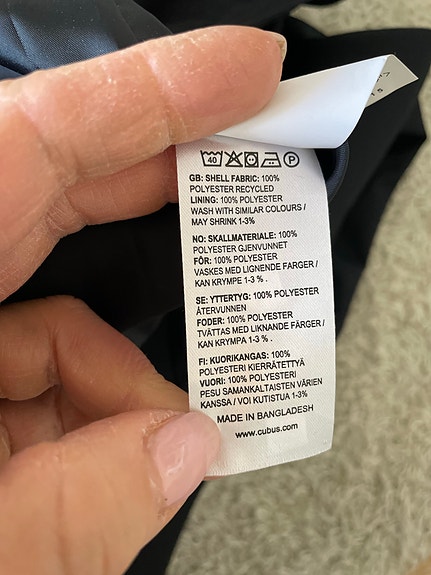 40 P
GB: SHELL FABRIC: 100%
POLYESTER RECYCLED
LINING: 100% POLYESTER
WASH WITH SIMILAR COLOURS /
MAY SHRINK 1-3%
NO: SKALLMATERIALE: 100%
POLYESTER GJENVUNNET
FÔR: 100% POLYESTER
VASKES MED LIGNENDE FARGER /
KAN KRYMPE 1-3 % .
SE: YTTERTYG: 100% POLYESTER
ÅTERVUNNEN
FODER: 100% POLYESTER
TVÄTTAS MED LIKNANDE FÄRGER /
KAN KRYMPA 1-3 % .
FI: KUORIKANGAS: 100%
POLYESTERI KIERRÄTETTYÄ
VUORI: 100% POLYESTERI
PESU SAMANKALTAISTEN VÄRIEN
KANSSA / VOI KUTISTUA 1-3%
MADE IN BANGLADESH
www.cubus.com